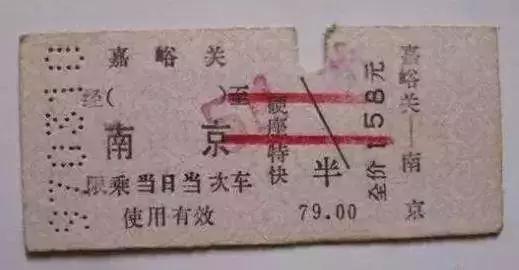 嘉峪关
经( )至
南京
限乘当日当次车
使用有效
硬座特快
半
79.00
全价158元
嘉峪关—南京